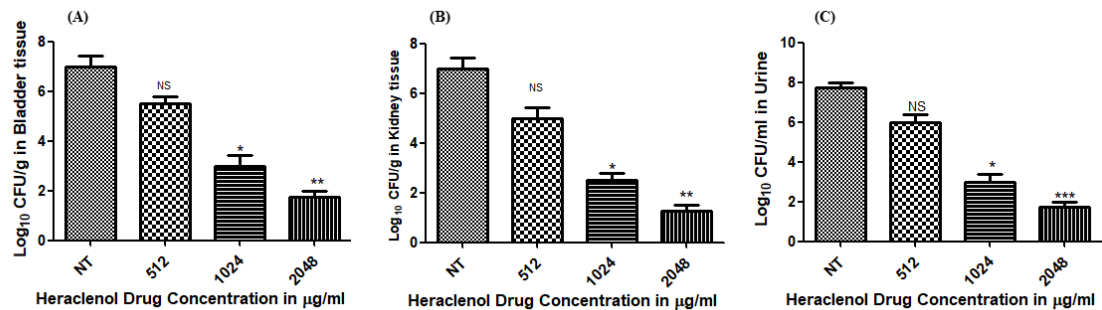 (A)
Log10 CFU/g in Bladder tissue
8
6
4
2
0
NS
*
**
NT
512
1024
2048
Heraclenol Drug Concentration in μg/ml
(B)
Log10 CFU/g in Kidney tissue
8
6
4
2
0
NS
*
**
NT
512
1024
2048
Heraclenol Drug Concentration in μg/ml
(C)
Log10 CFU/ml in Urine
10
8
6
4
2
0
NS
*
***
NT
512
1024
2048
Heraclenol Drug Concentration in μg/ml